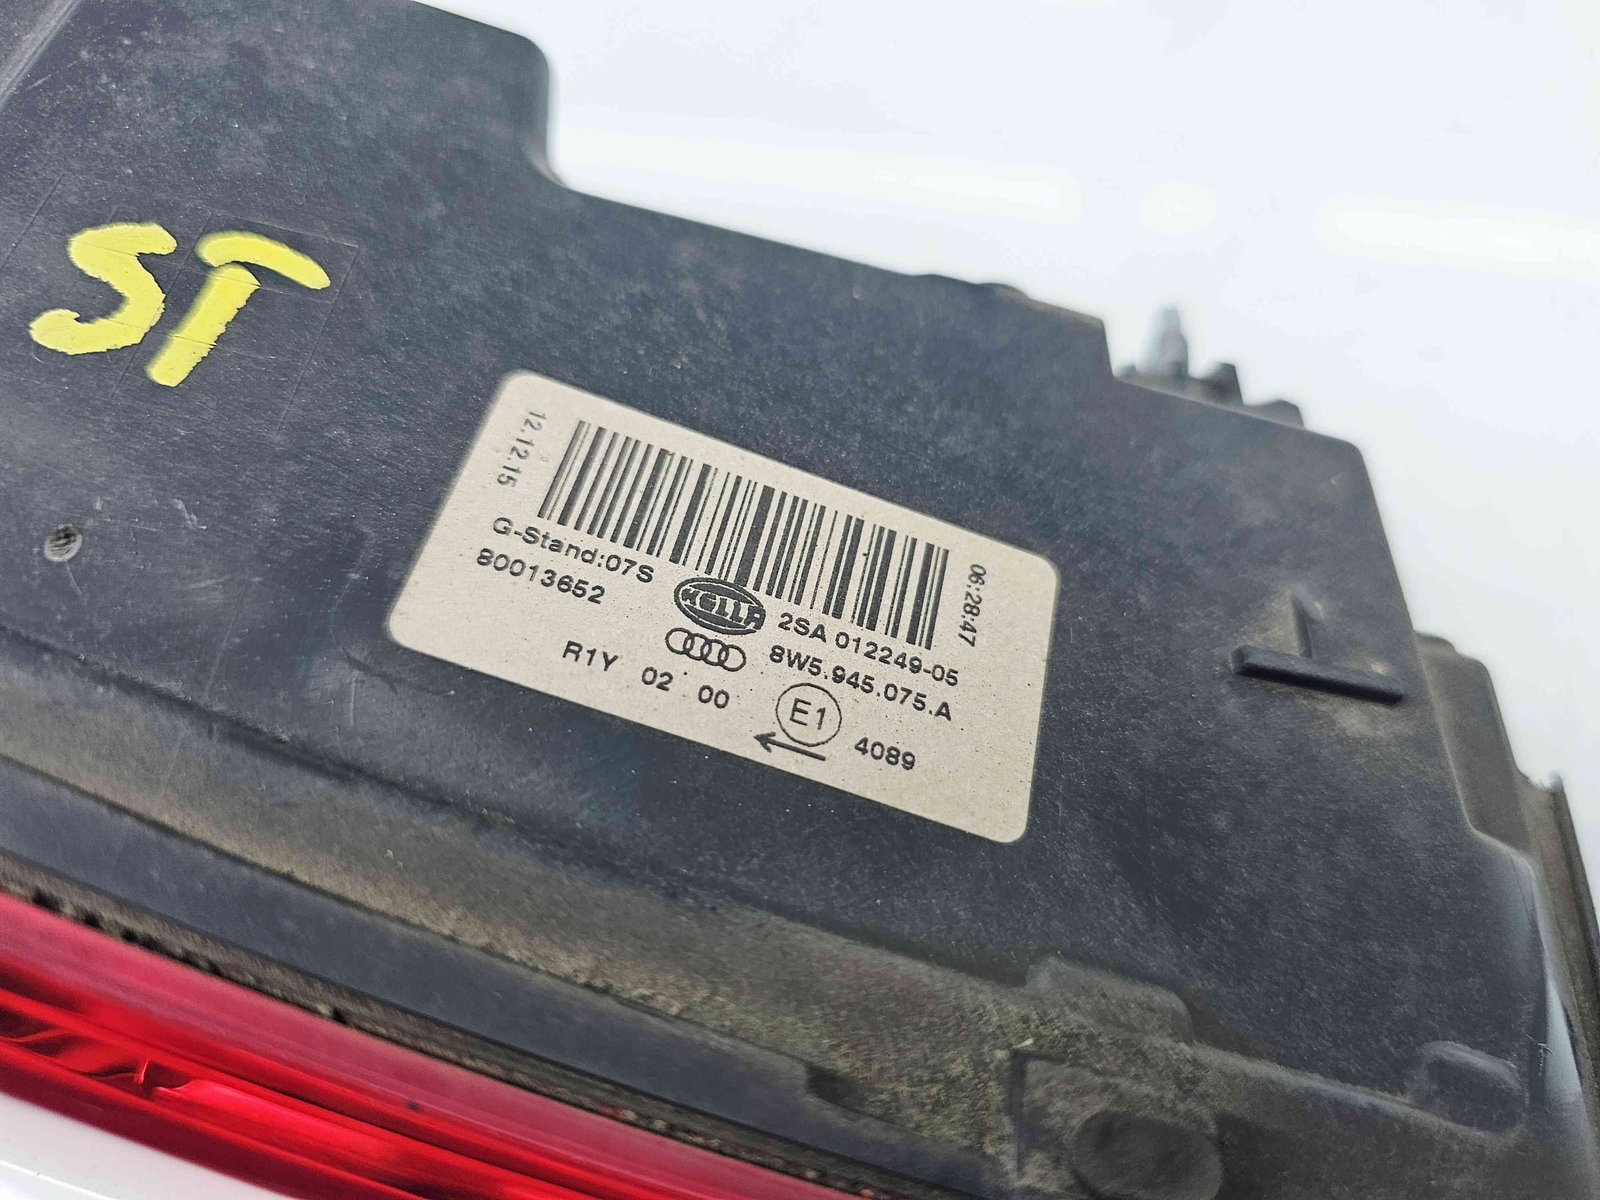 ST
12.12.15
06:28:47
G-Stand:07S
80013652
HELLA
2SA 012249-05
8W5.945.075.A
R1Y 02 00
E1
4089